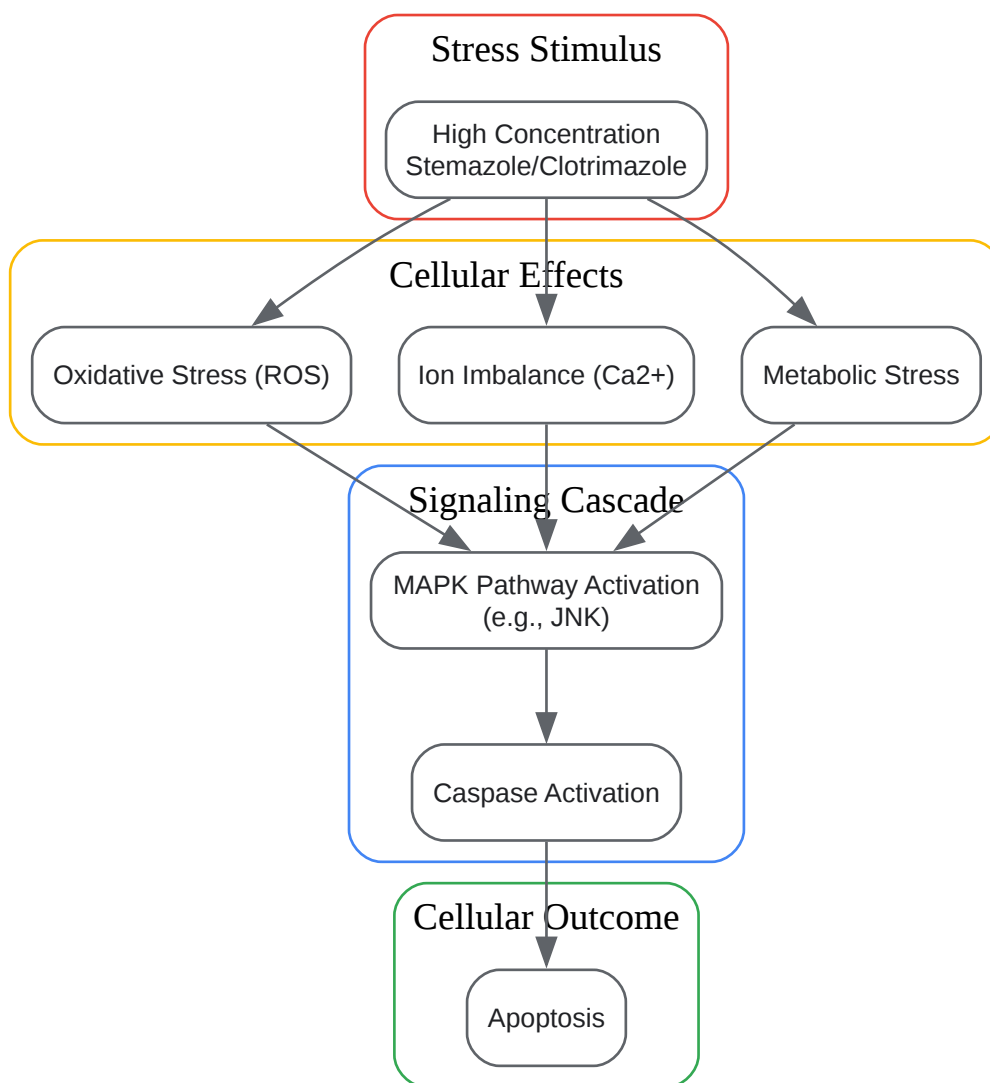 Stress Stimulus
High Concentration
Stemazole/Clotrimazole
Cellular Effects
Oxidative Stress (ROS)
Ion Imbalance (Ca2+)
Metabolic Stress
Signaling Cascade
MAPK Pathway Activation
(e.g., JNK)
Caspase Activation
Cellular Outcome
Apoptosis